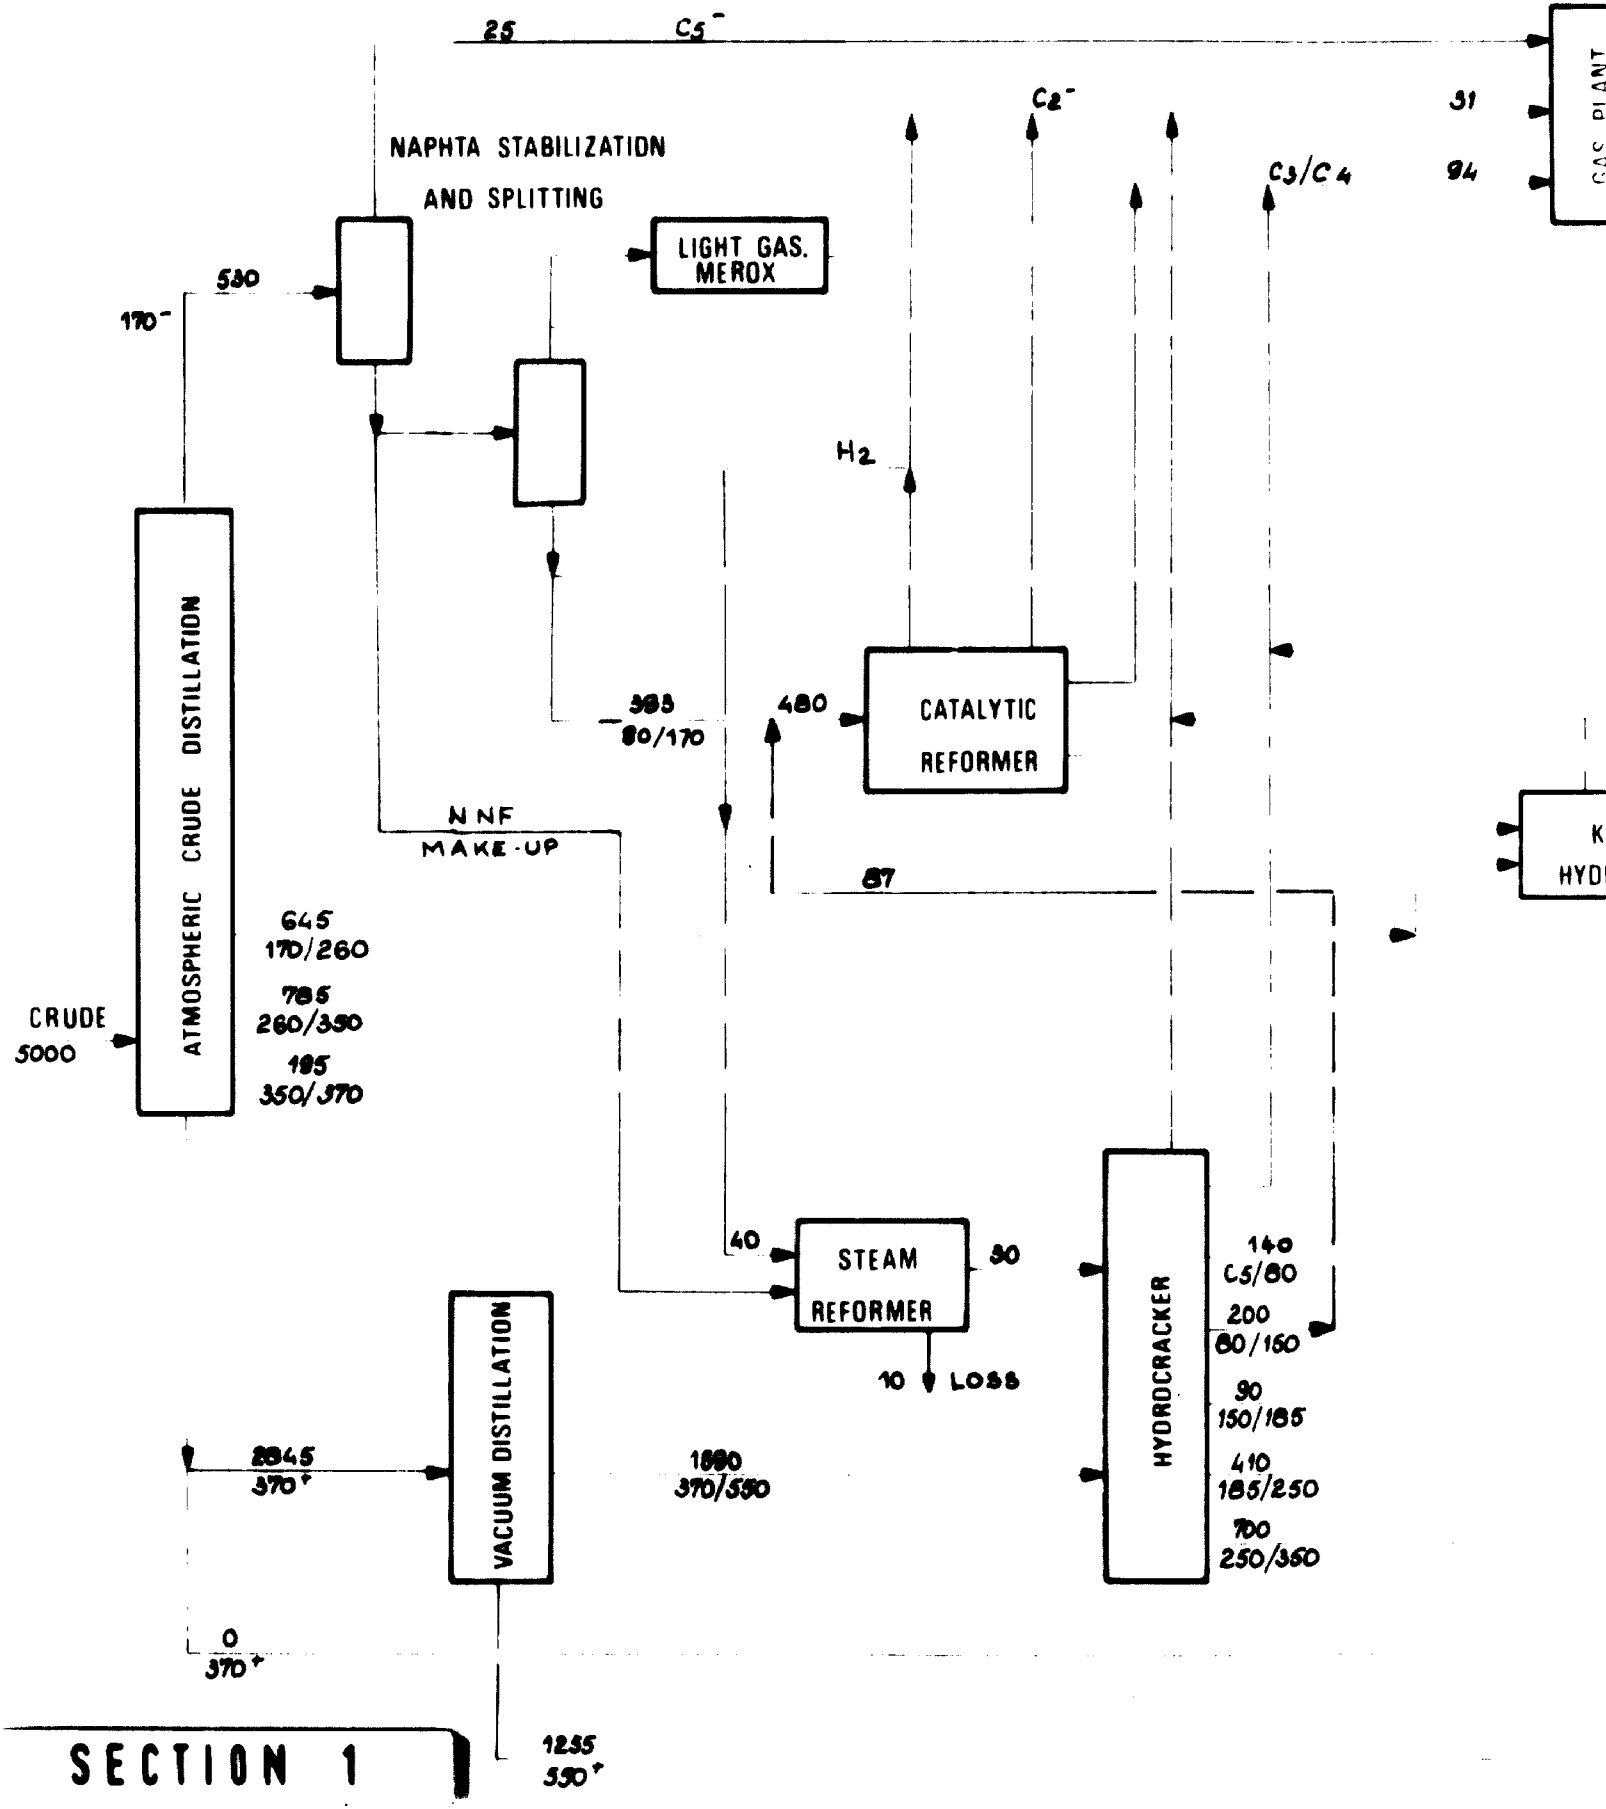 25 C5-
GAS PLANT
C2-
31
NAPHTA STABILIZATION
AND SPLITTING
C3/C4 94
LIGHT GAS.
MEROX
530
170-
H2
393
80/170
480
CATALYTIC
REFORMER
NNF
MAKE-UP
K
HYD
87
ATMOSPHERIC CRUDE DISTILLATION
645
170/260
785
260/350
195
350/370
CRUDE
5000
40
STEAM
REFORMER
30
10 LOSS
HYDROCRACKER
140
C5/80
200
80/150
90
150/185
410
185/250
700
250/350
VACUUM DISTILLATION
2845
370+
1590
370/550
0
370+
1255
550+
SECTION 1